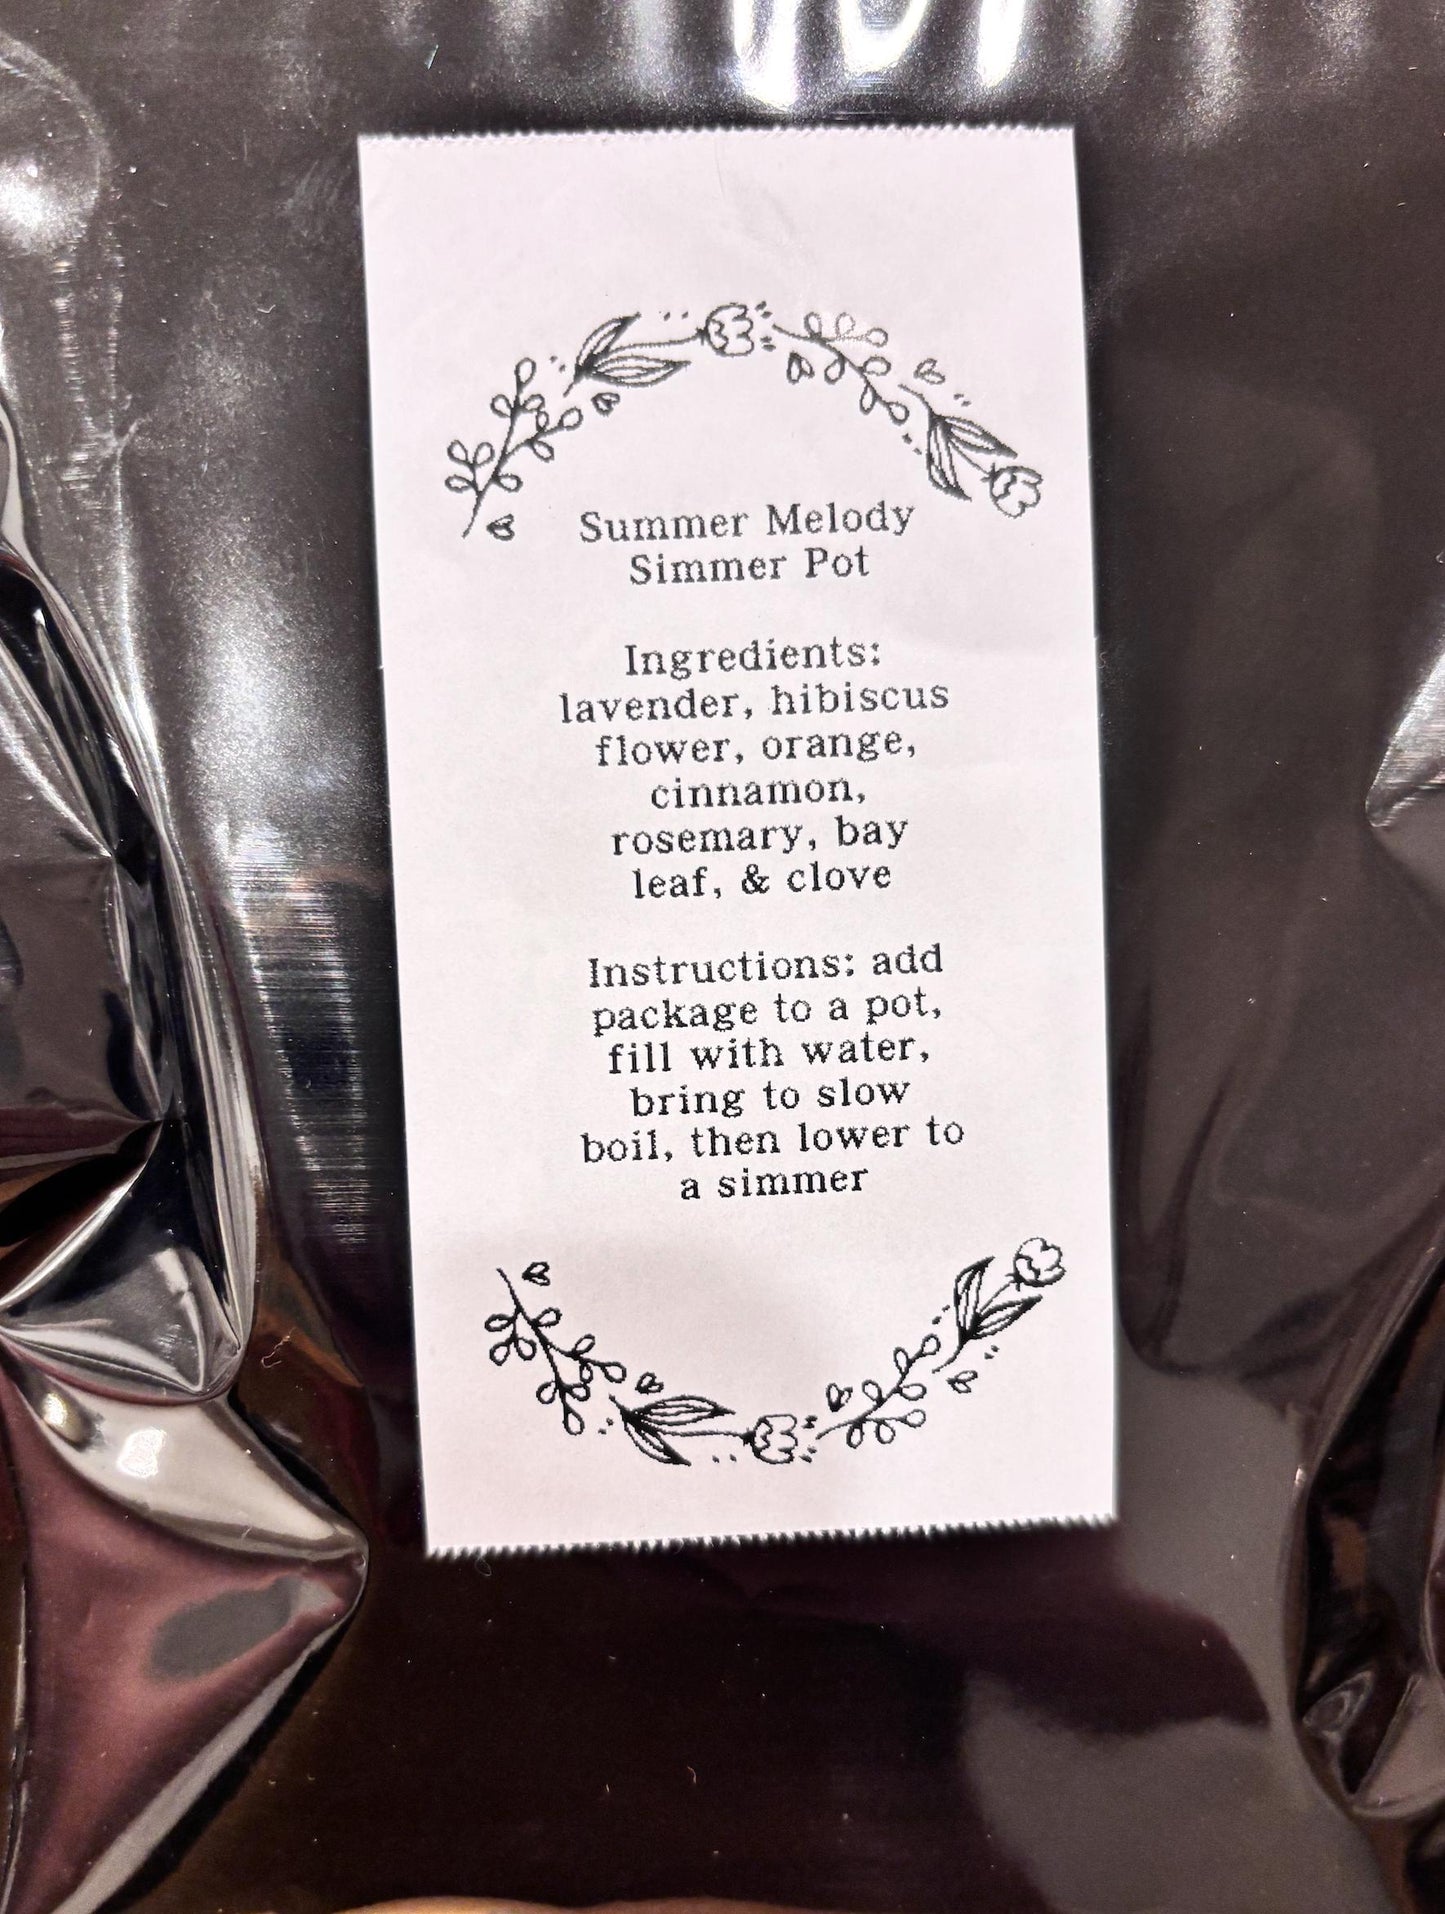 Summer Melody
Simmer Pot
Ingredients:
lavender, hibiscus
flower, orange,
cinnamon,
rosemary, bay
leaf, & clove
Instructions: add
package to a pot,
fill with water,
bring to slow
boil, then lower to
a simmer